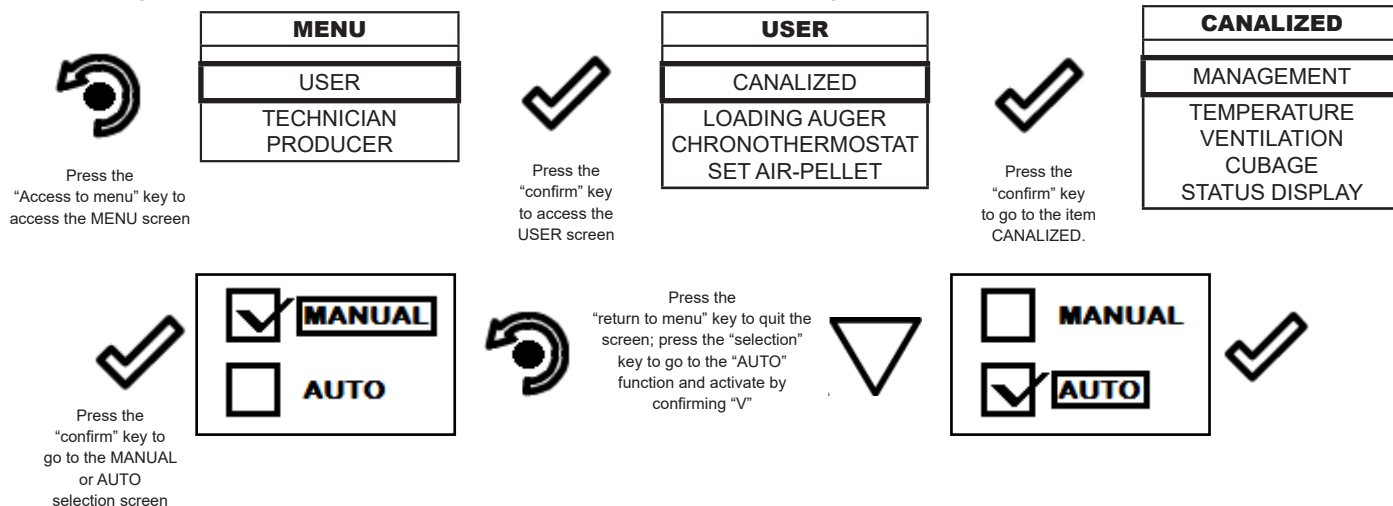 MENU
USER
TECHNICIAN
PRODUCER
Press the
“Access to menu” key to
access the MENU screen
Press the
“confirm” key
to access the
USER screen
USER
CANALIZED
LOADING AUGER
CHRONOTHERMOSTAT
SET AIR-PELLET
Press the
“confirm” key
to go to the item
CANALIZED.
CANALIZED
MANAGEMENT
TEMPERATURE
VENTILATION
CUBAGE
STATUS DISPLAY
Press the
“confirm” key to
go to the MANUAL
or AUTO
selection screen
MANUAL
AUTO
Press the
“return to menu” key to quit the
screen; press the “selection”
key to go to the “AUTO”
function and activate by
confirming “V”
MANUAL
AUTO